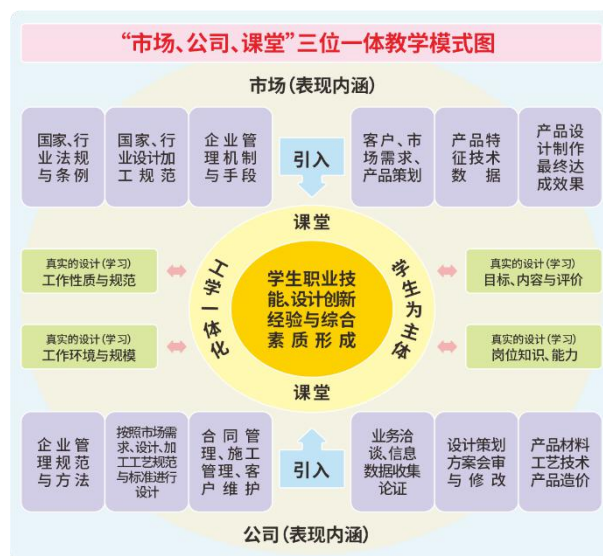 “市场、公司、课堂”三位一体教学模式图
市场(表现内涵)
国家、行
业法规
与条例
国家、行
业设计加
工规范
企业管
理机制
与手段
引入
客户、市
场需求、
产品策划
产品特
征技术
数据
产品设
计制作
最终达
成效果
课堂
工学一体化
学生职业技
能、设计创新
经验与综合
素质形成
学生为主体
课堂
真实的设计(学习)
工作性质与规范
真实的设计(学习)
目标、内容与评价
真实的设计(学习)
工作环境与规模
真实的设计(学习)
岗位知识、能力
企业管
理规范
与方法
按照市场需
求、设计、加
工工艺规范
与标准进行
设计
合同管
理、施工
管理、客
户维护
引入
业务洽
谈、信息
数据收集
论证
设计策划
方案会审
与修改
产品材料
工艺技术
产品造价
公司(表现内涵)